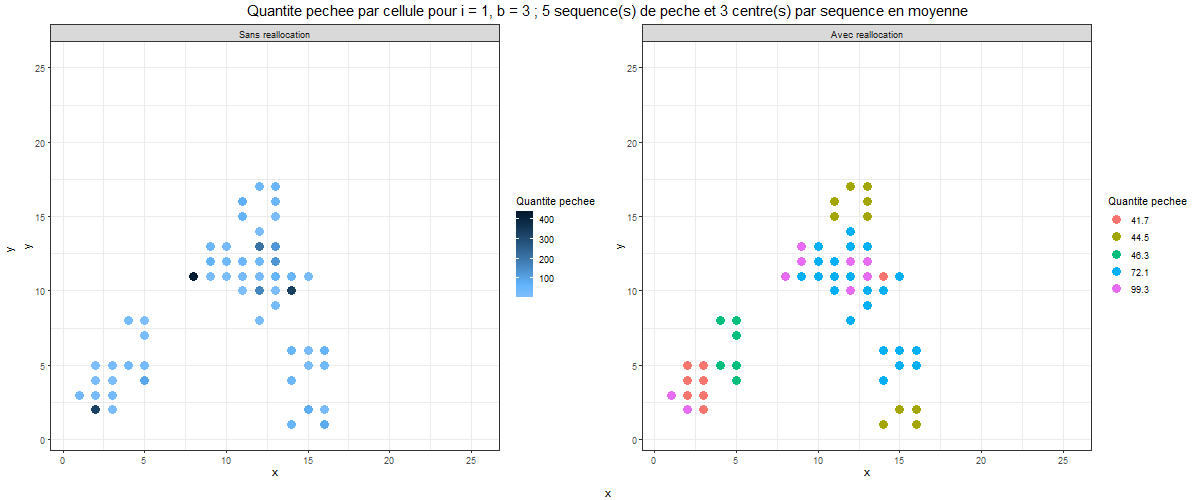 Quantite pechee par cellule pour i = 1, b = 3 ; 5 sequence(s) de peche et 3 centre(s) par sequence en moyenne
Sans reallocation
25
20
15
10
5
0
0 5 10 15 20 25
x
y
y
Quantite pechee
400
300
200
100
Avec reallocation
25
20
15
10
5
0
0 5 10 15 20 25
x
y
Quantite pechee
41.7
44.5
46.3
72.1
99.3
x